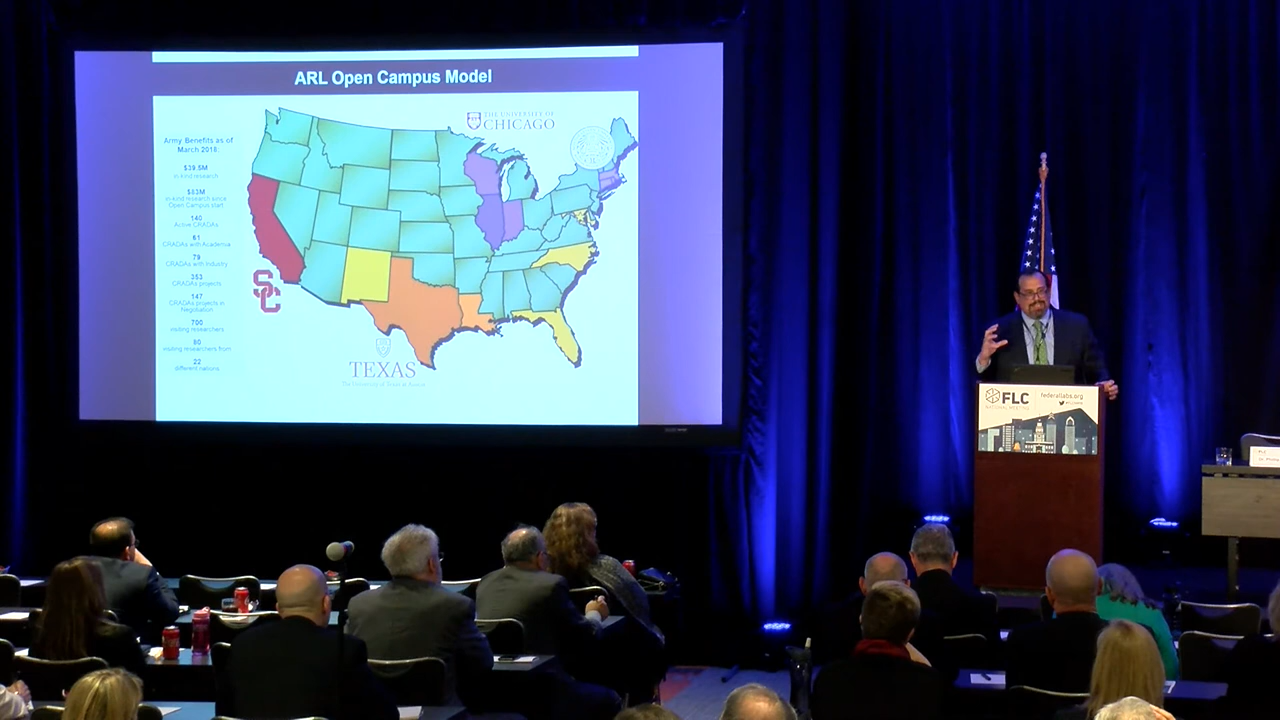 ARL Open Campus Model
Army Benefits as of
March 2018:
$39.5M
in-kind research
$83M
in-kind research since
Open Campus start
140
Active CRADAs
61
CRADAs with Academia
79
CRADAs with Industry
353
CRADAs projects
147
CRADAs projects in
Negotiation
700
visiting researchers
80
visiting researchers from
22
different nations
THE UNIVERSITY OF
CHICAGO
SC
TEXAS
The University of Texas at Austin
FLC
NATIONAL MEETING
federallabs.org
FLC